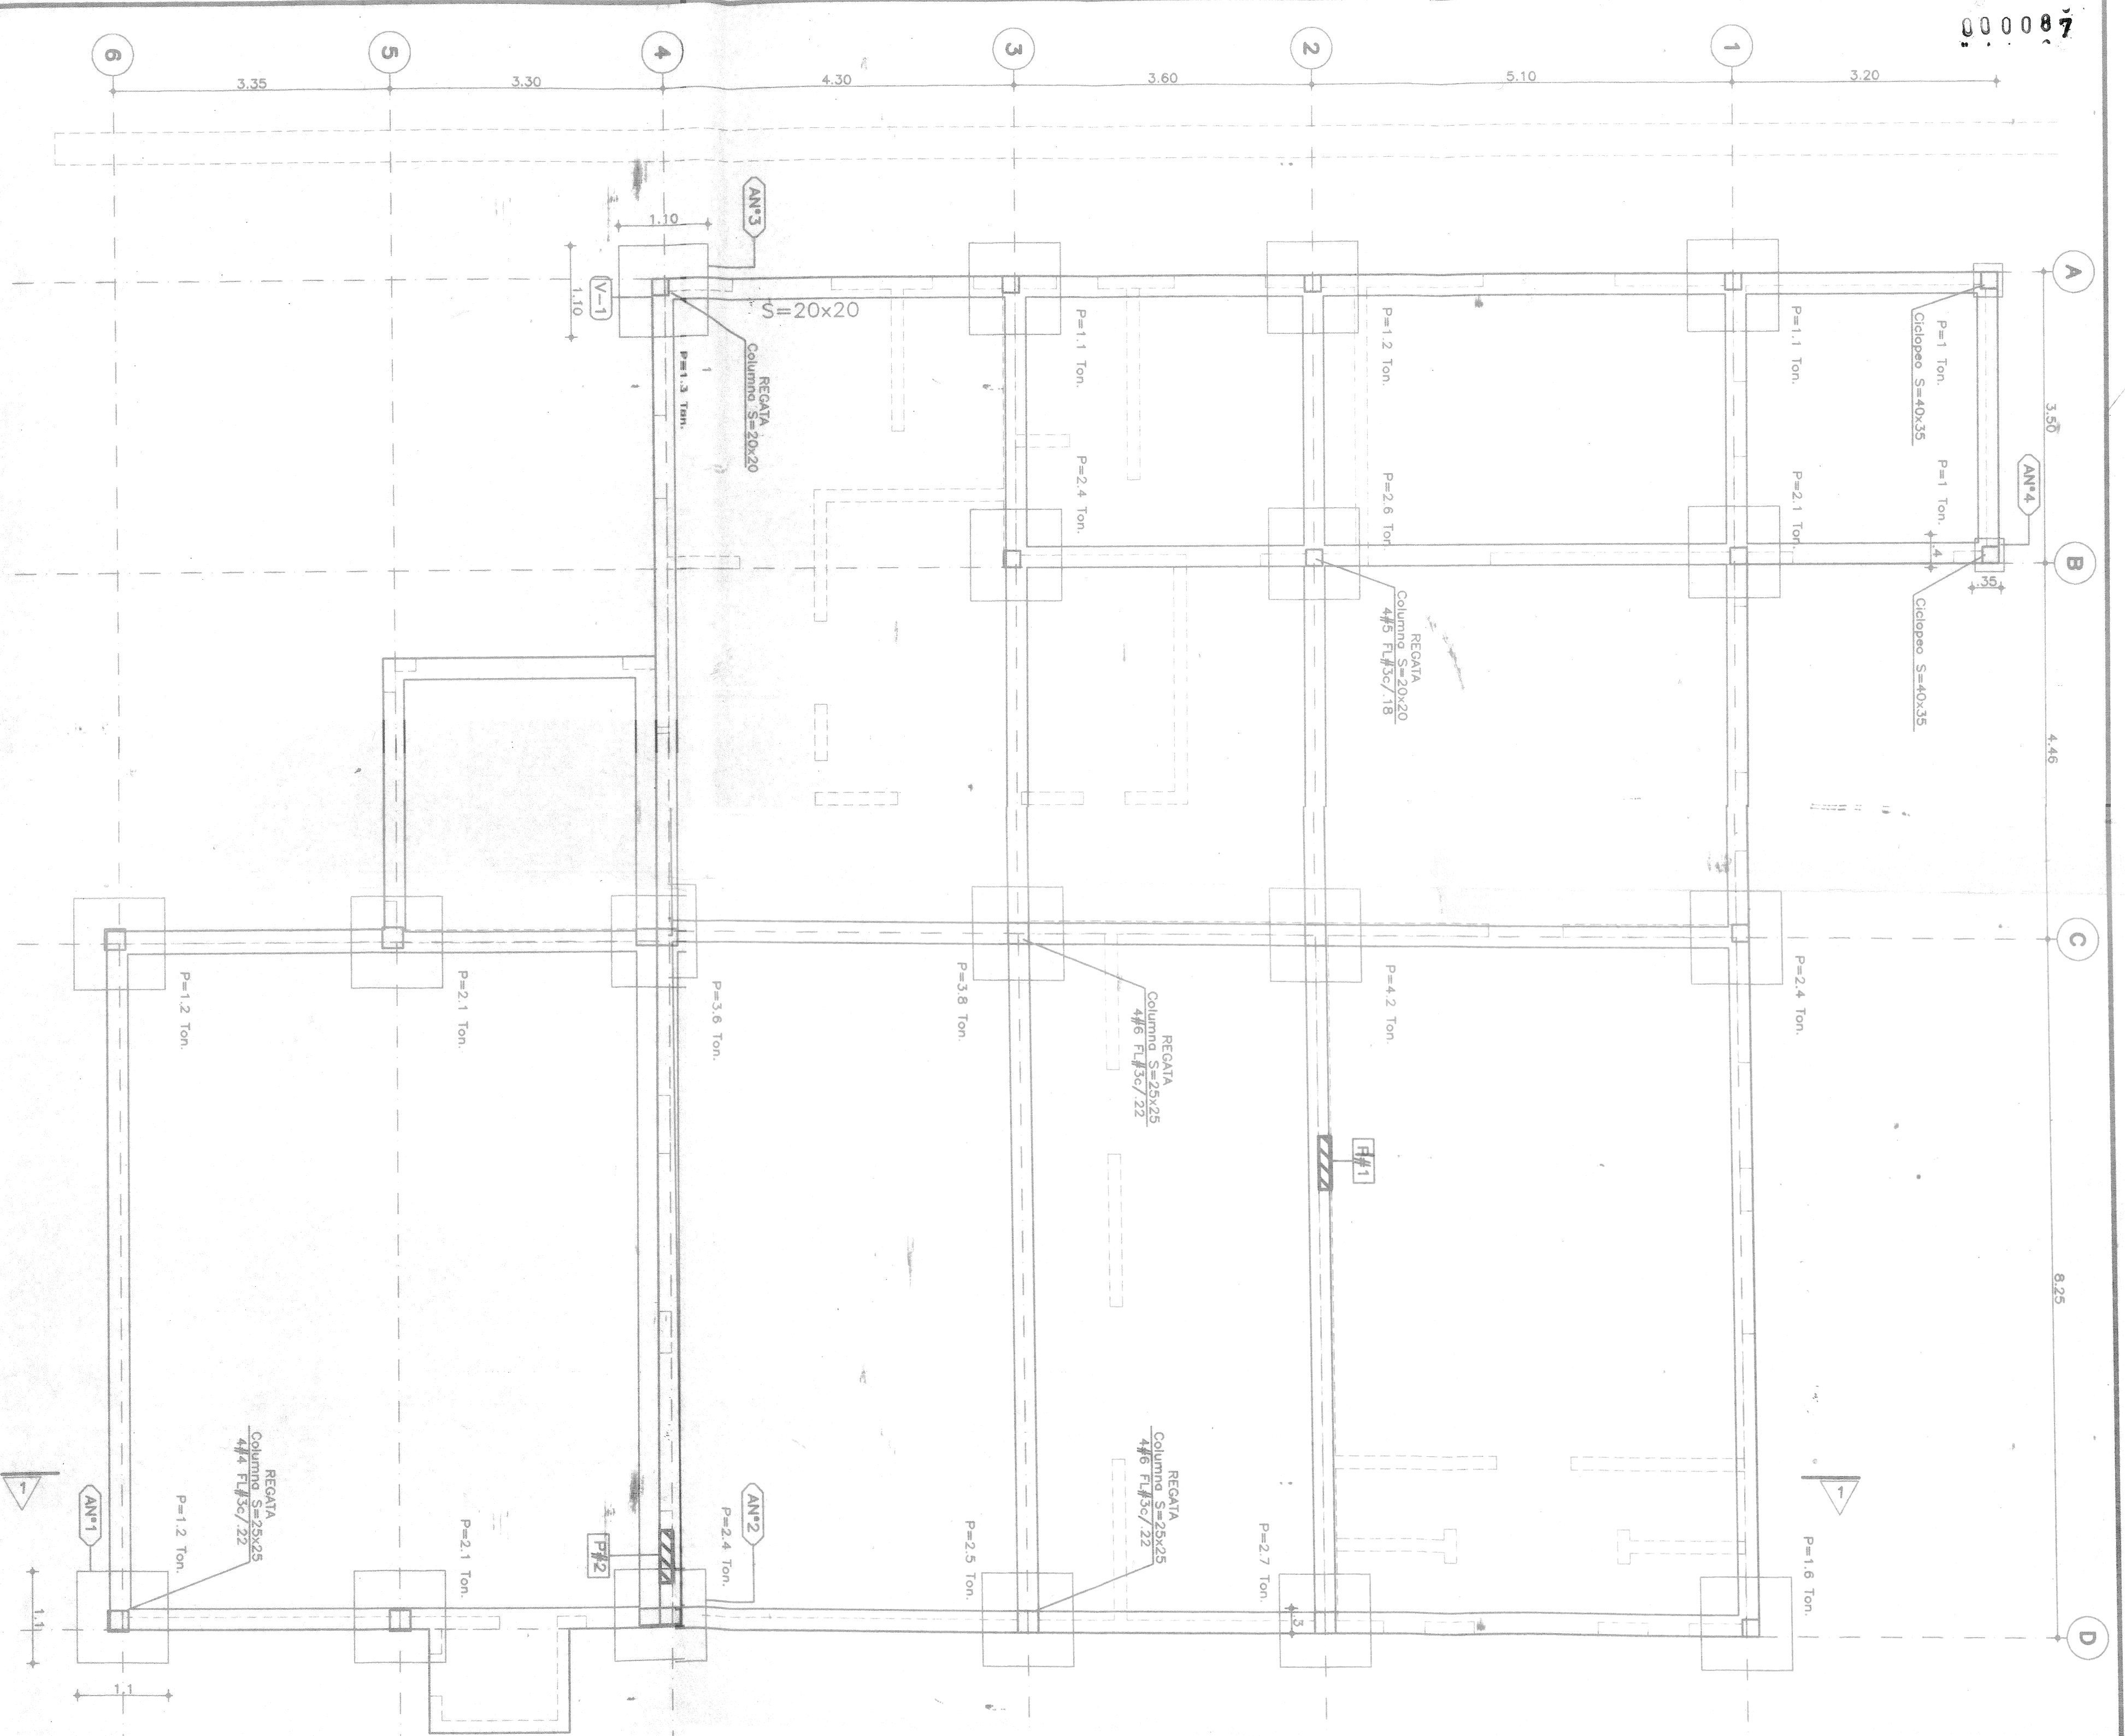 000087
6
5
4
3
2
1
3.35
3.30
4.30
3.60
5.10
3.20
A
B
C
D
3.50
4.46
8.25
AN°3
1.10
1.10
V-1
S=20x20
REGATA
Columna S=20x20
P=1.3 Ton.
1
P=1.1 Ton.
P=1.2 Ton.
P=1.1 Ton.
P=1 Ton.
Ciclopeo S=40x35
P=2.4 Ton.
P=2.6 Ton.
P=2.1 Ton.
P=1 Ton.
AN°4
.4
.35
Ciclopeo S=40x35
REGATA
Columna S=20x20
4#5 FL#3c/.18
P=1.2 Ton.
P=2.1 Ton.
P=3.6 Ton.
P=3.8 Ton.
P=4.2 Ton.
P=2.4 Ton.
REGATA
Columna S=25x25
4#6 FL#3c/.22
P#1
REGATA
Columna S=25x25
4#4 FL#3c/.22
REGATA
Columna S=25x25
4#6 FL#3c/.22
1
1
AN°1
P=1.2 Ton.
P=2.1 Ton.
P#2
AN°2
P=2.4 Ton.
P=2.5 Ton.
P=2.7 Ton.
P=1.6 Ton.
.3
1.1
1.1